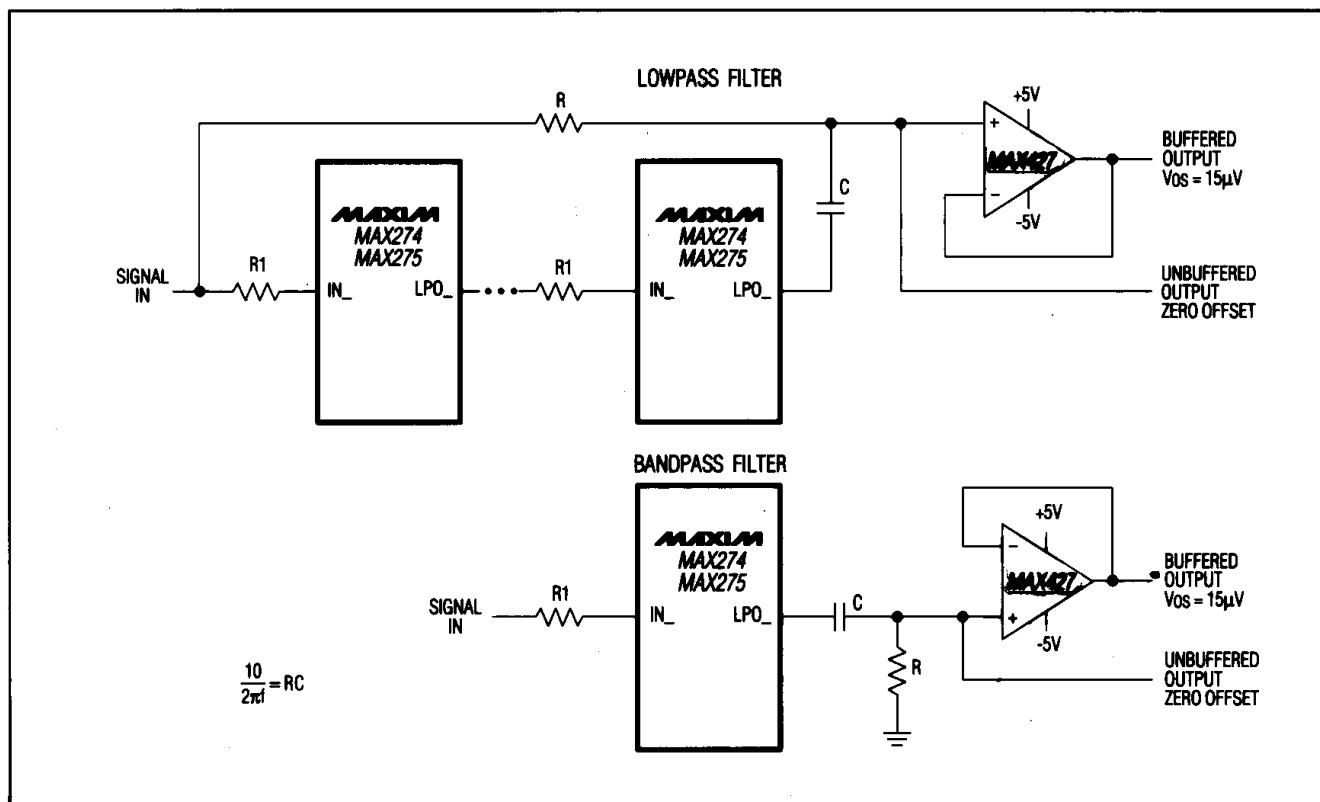 LOWPASS FILTER
R
+5V
+
MAX427
-
-5V
BUFFERED
OUTPUT
VOS = 15µV
C
MAXIM
MAX274
MAX275
MAXIM
MAX274
MAX275
SIGNAL
IN
R1
IN_
LPO_
R1
IN_
LPO_
UNBUFFERED
OUTPUT
ZERO OFFSET
BANDPASS FILTER
MAXIM
MAX274
MAX275
+5V
-
MAX427
+
-5V
BUFFERED
OUTPUT
VOS = 15µV
SIGNAL
IN
R1
IN_
LPO_
C
R
UNBUFFERED
OUTPUT
ZERO OFFSET
10
2πf
= RC